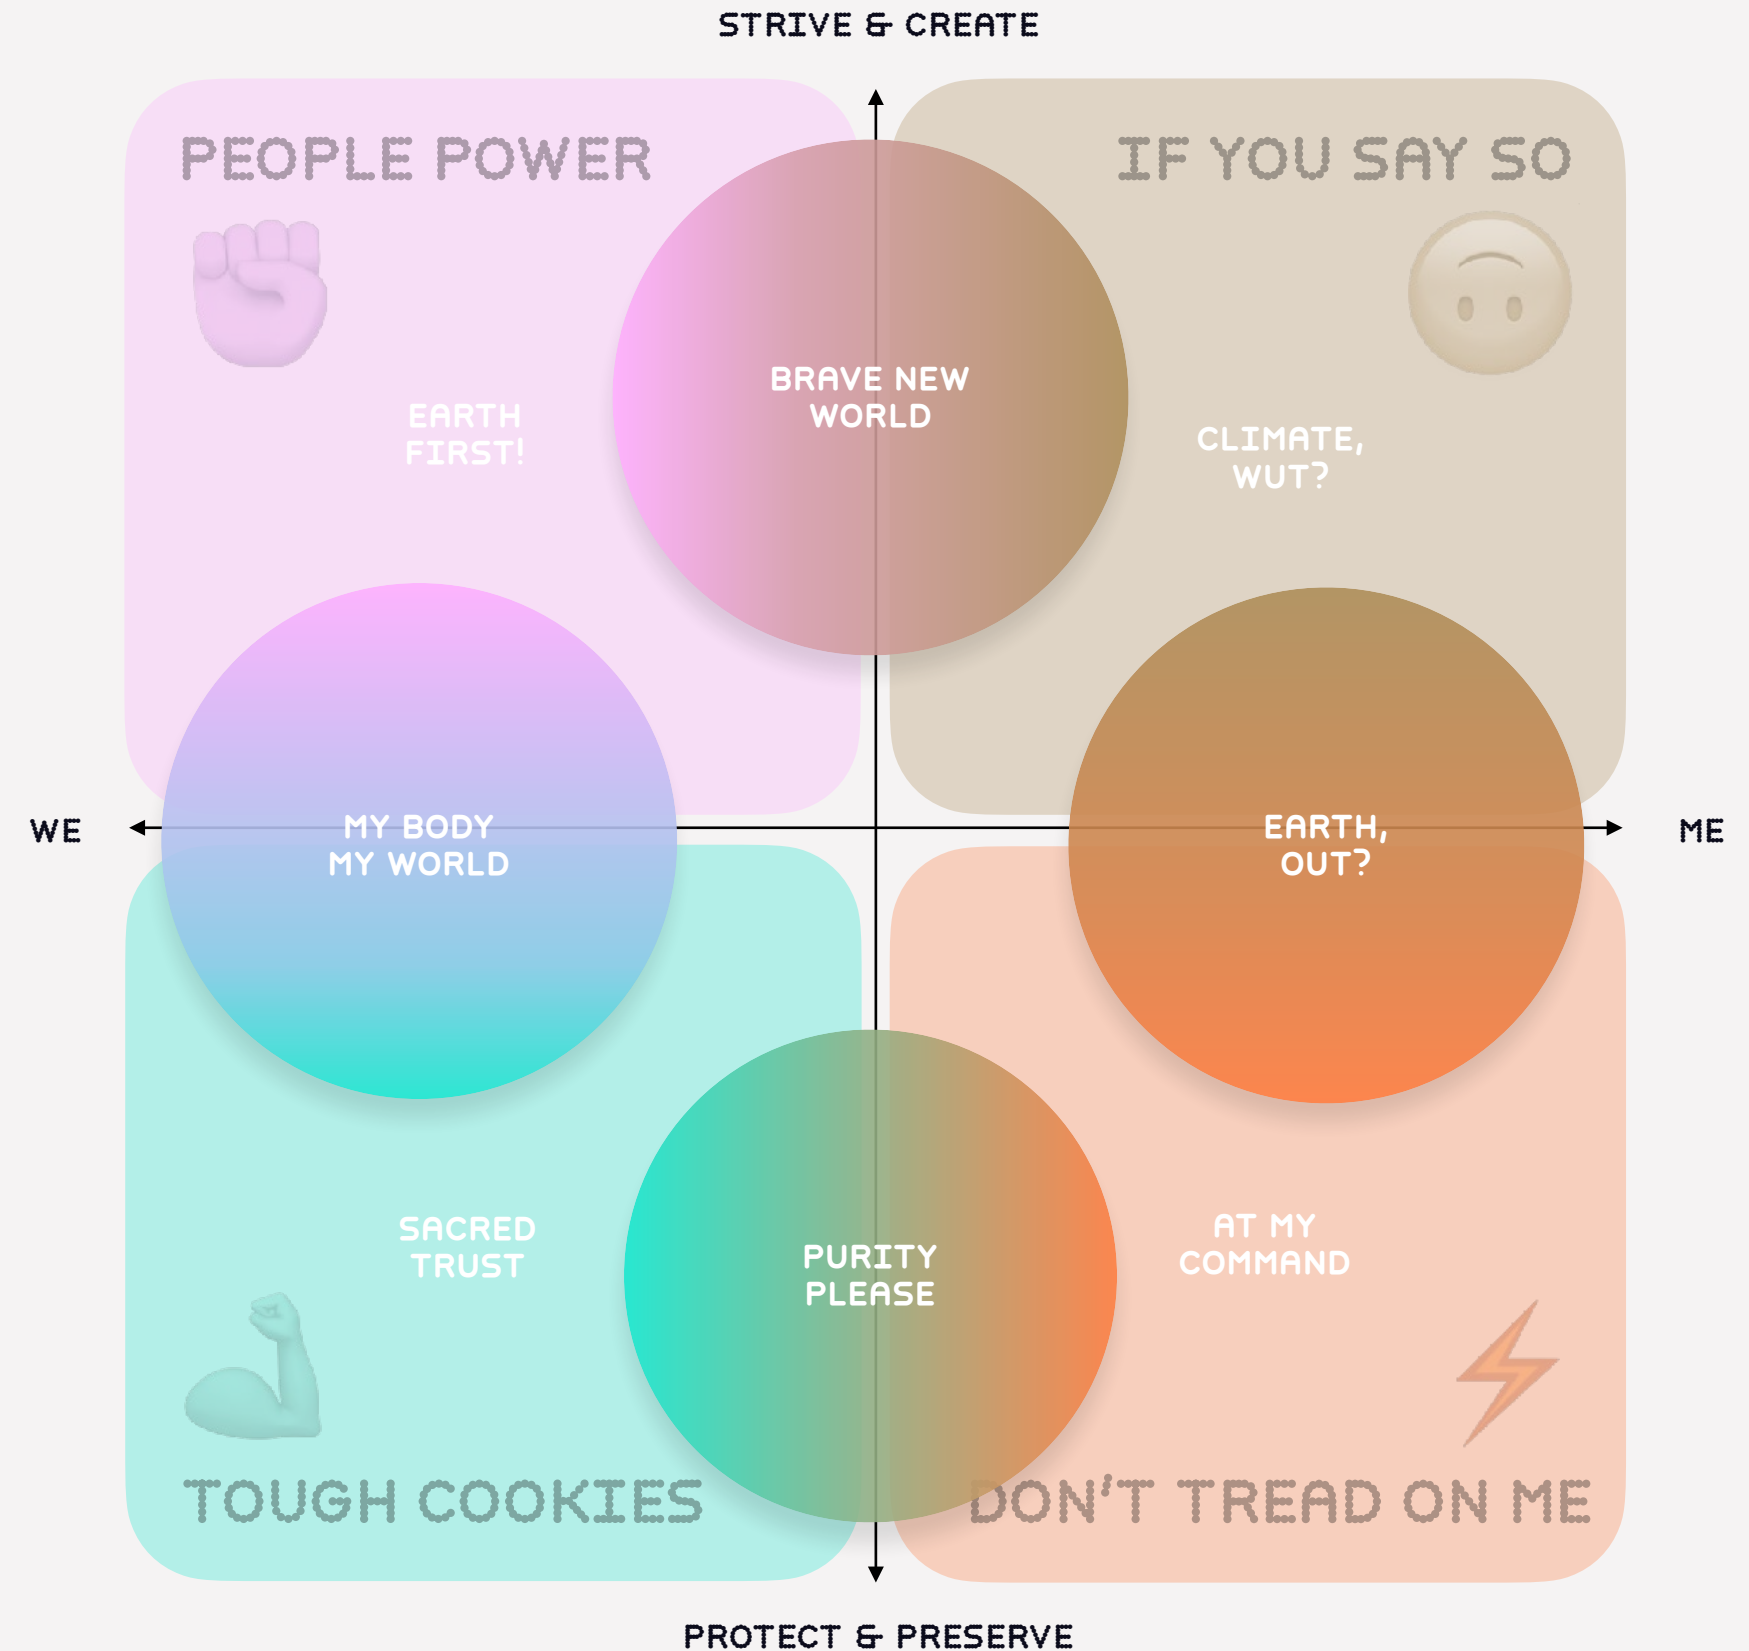 STRIVE & CREATE
PEOPLE POWER
IF YOU SAY SO
BRAVE NEW
WORLD
EARTH
FIRST!
CLIMATE,
WUT?
WE
MY BODY
MY WORLD
EARTH,
OUT?
ME
SACRED
TRUST
PURITY
PLEASE
AT MY
COMMAND
TOUGH COOKIES
DON'T TREAD ON ME
PROTECT & PRESERVE